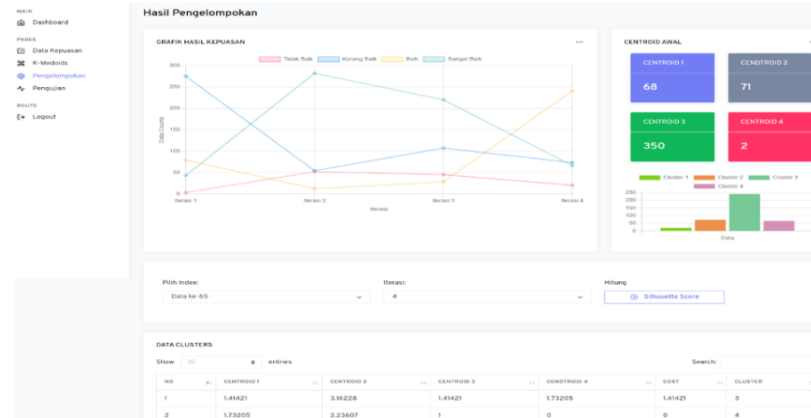 MAIN
Dashboard
PAGES
Data Kepuasan
K-Medoids
Pengelompokan
Pengujian
ROUTE
Logout
Hasil Pengelompokan
GRAFIK HASIL KEPUASAN
Tidak Baik Kurang Baik Baik Sangat Baik
300
250
200
150
100
50
0
Data Counts
Iterasi 1 Iterasi 2 Iterasi 3 Iterasi 4
Iterasi
CENTROID AWAL
CENTROID 1
68
CENOTROID 2
71
CENTROID 3
350
CENTROID 4
2
Cluster 1 Cluster 2 Cluster 3
Cluster 4
250
200
150
100
50
0
Data
Pilih Index:
Data ke-65
Iterasi:
4
Hitung
Silhouette Score
DATA CLUSTERS
Show 10 entries
Search:
NO CENTROID 1 CENTROID 2 CENTROID 3 CENOTROID 4 COST CLUSTER
1 1.41421 3.16228 1.41421 1.73205 1.41421 3
2 1.73205 2.23607 1 0 0 4